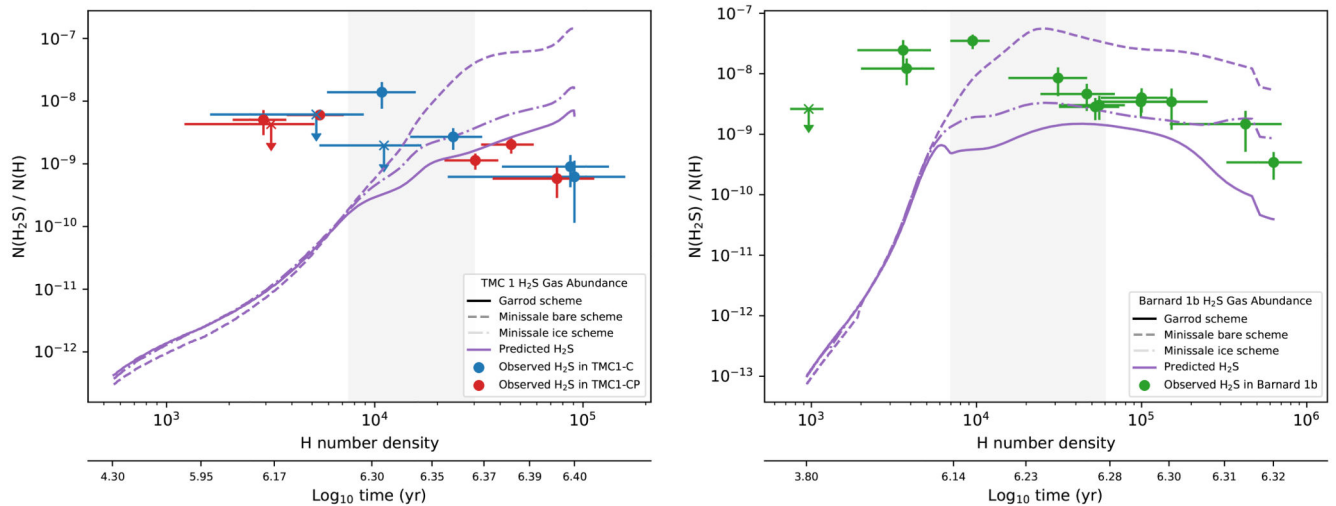 N(H₂S) / N(H)
10⁻⁷
10⁻⁸
10⁻⁹
10⁻¹⁰
10⁻¹¹
10⁻¹²
TMC 1 H₂S Gas Abundance
Garrod scheme
Minissale bare scheme
Minissale ice scheme
Predicted H₂S
Observed H₂S in TMC1-C
Observed H₂S in TMC1-CP
10³ 10⁴ 10⁵
H number density
4.30 5.95 6.17 6.30 6.35 6.37 6.39 6.40
Log₁₀ time (yr)
N(H₂S) / N(H)
10⁻⁷
10⁻⁸
10⁻⁹
10⁻¹⁰
10⁻¹¹
10⁻¹²
10⁻¹³
Barnard 1b H₂S Gas Abundance
Garrod scheme
Minissale bare scheme
Minissale ice scheme
Predicted H₂S
Observed H₂S in Barnard 1b
10³ 10⁴ 10⁵ 10⁶
H number density
3.80 6.14 6.23 6.28 6.30 6.31 6.32
Log₁₀ time (yr)